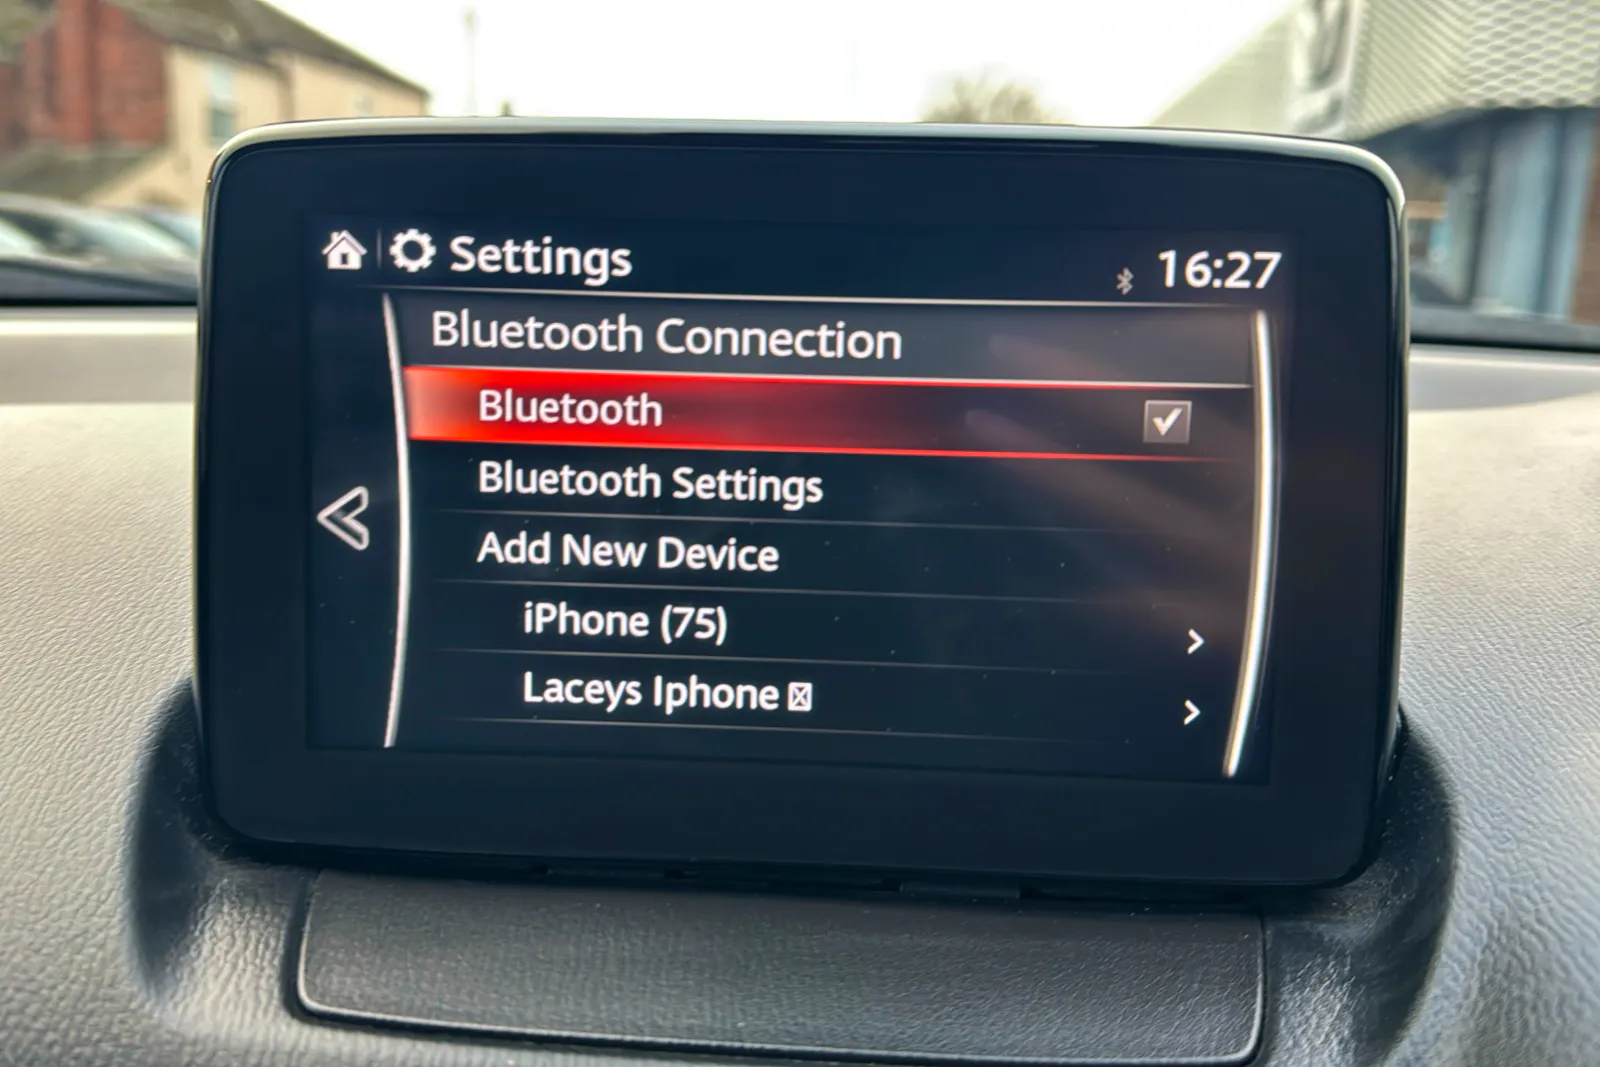 Settings
16:27
Bluetooth Connection
Bluetooth
Bluetooth Settings
Add New Device
iPhone (75)
Laceys Iphone